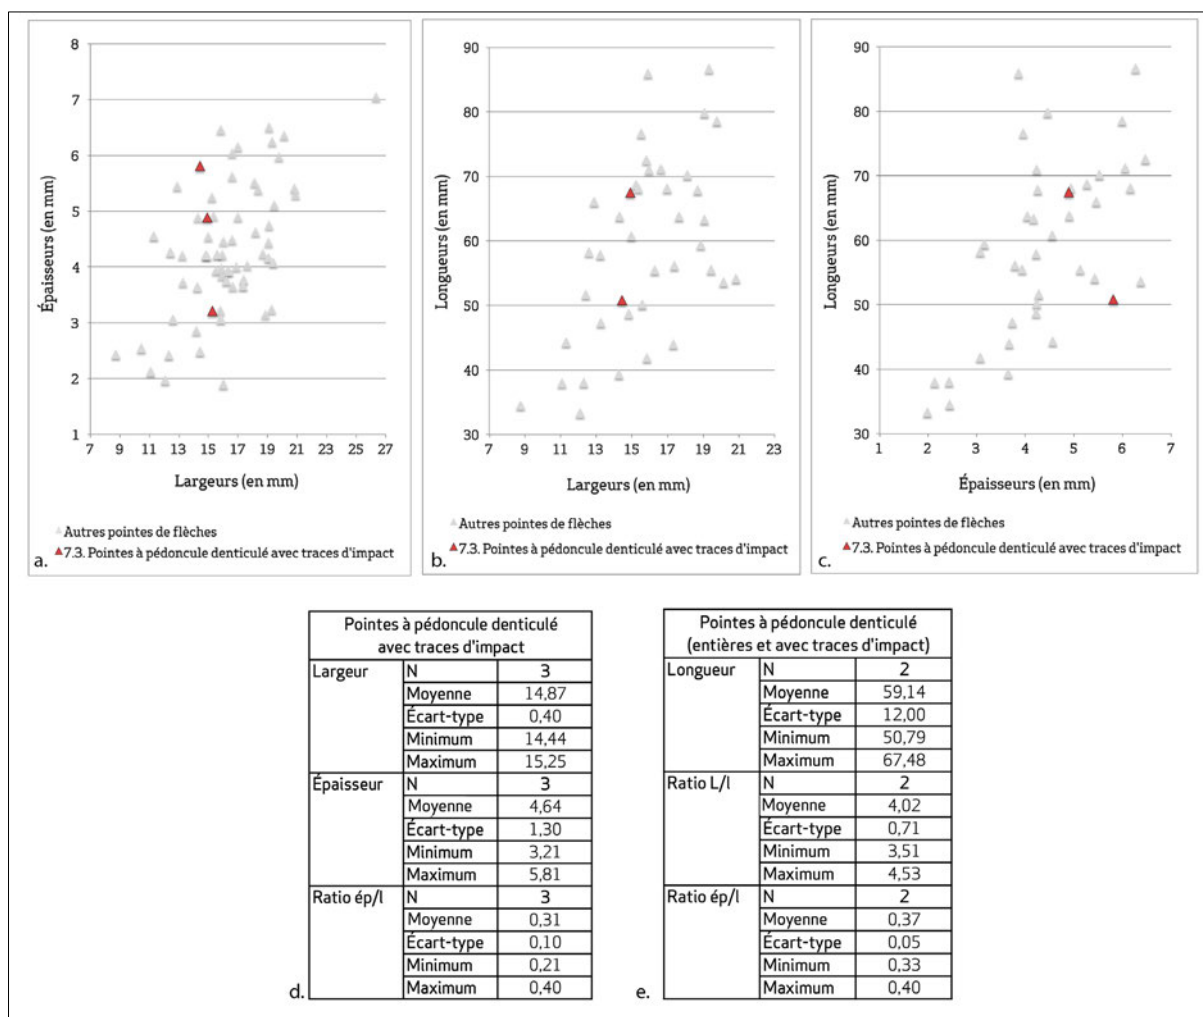 8
7
6
5
4
3
2
1
Épaisseurs (en mm)
7 9 11 13 15 17 19 21 23 25 27
Largeurs (en mm)
Autres pointes de flèches
7.3. Pointes à pédoncule denticulé avec traces d'impact
a.
90
80
70
60
50
40
30
Longueurs (en mm)
7 9 11 13 15 17 19 21 23
Largeurs (en mm)
Autres pointes de flèches
7.3. Pointes à pédoncule denticulé avec traces d'impact
b.
90
80
70
60
50
40
30
Longueurs (en mm)
1 2 3 4 5 6 7
Épaisseurs (en mm)
Autres pointes de flèches
7.3. Pointes à pédoncule denticulé avec traces d'impact
c.
Pointes à pédoncule denticulé
avec traces d'impact
Largeur N 3
Moyenne 14,87
Écart-type 0,40
Minimum 14,44
Maximum 15,25
Épaisseur N 3
Moyenne 4,64
Écart-type 1,30
Minimum 3,21
Maximum 5,81
Ratio ép/l N 3
Moyenne 0,31
Écart-type 0,10
Minimum 0,21
Maximum 0,40
d.
Pointes à pédoncule denticulé
(entières et avec traces d'impact)
Longueur N 2
Moyenne 59,14
Écart-type 12,00
Minimum 50,79
Maximum 67,48
Ratio L/l N 2
Moyenne 4,02
Écart-type 0,71
Minimum 3,51
Maximum 4,53
Ratio ép/l N 2
Moyenne 0,37
Écart-type 0,05
Minimum 0,33
Maximum 0,40
e.